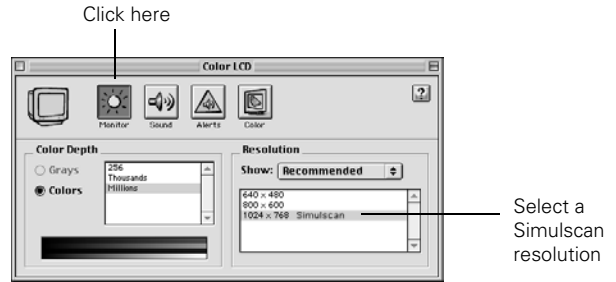 Click here
Color LCD
?
Monitor Sound Alerts Color
Color Depth
Grays
Colors
256
Thousands
Millions
Resolution
Show: Recommended
640 x 480
800 x 600
1024 x 768 Simulscan
Select a
Simulscan
resolution